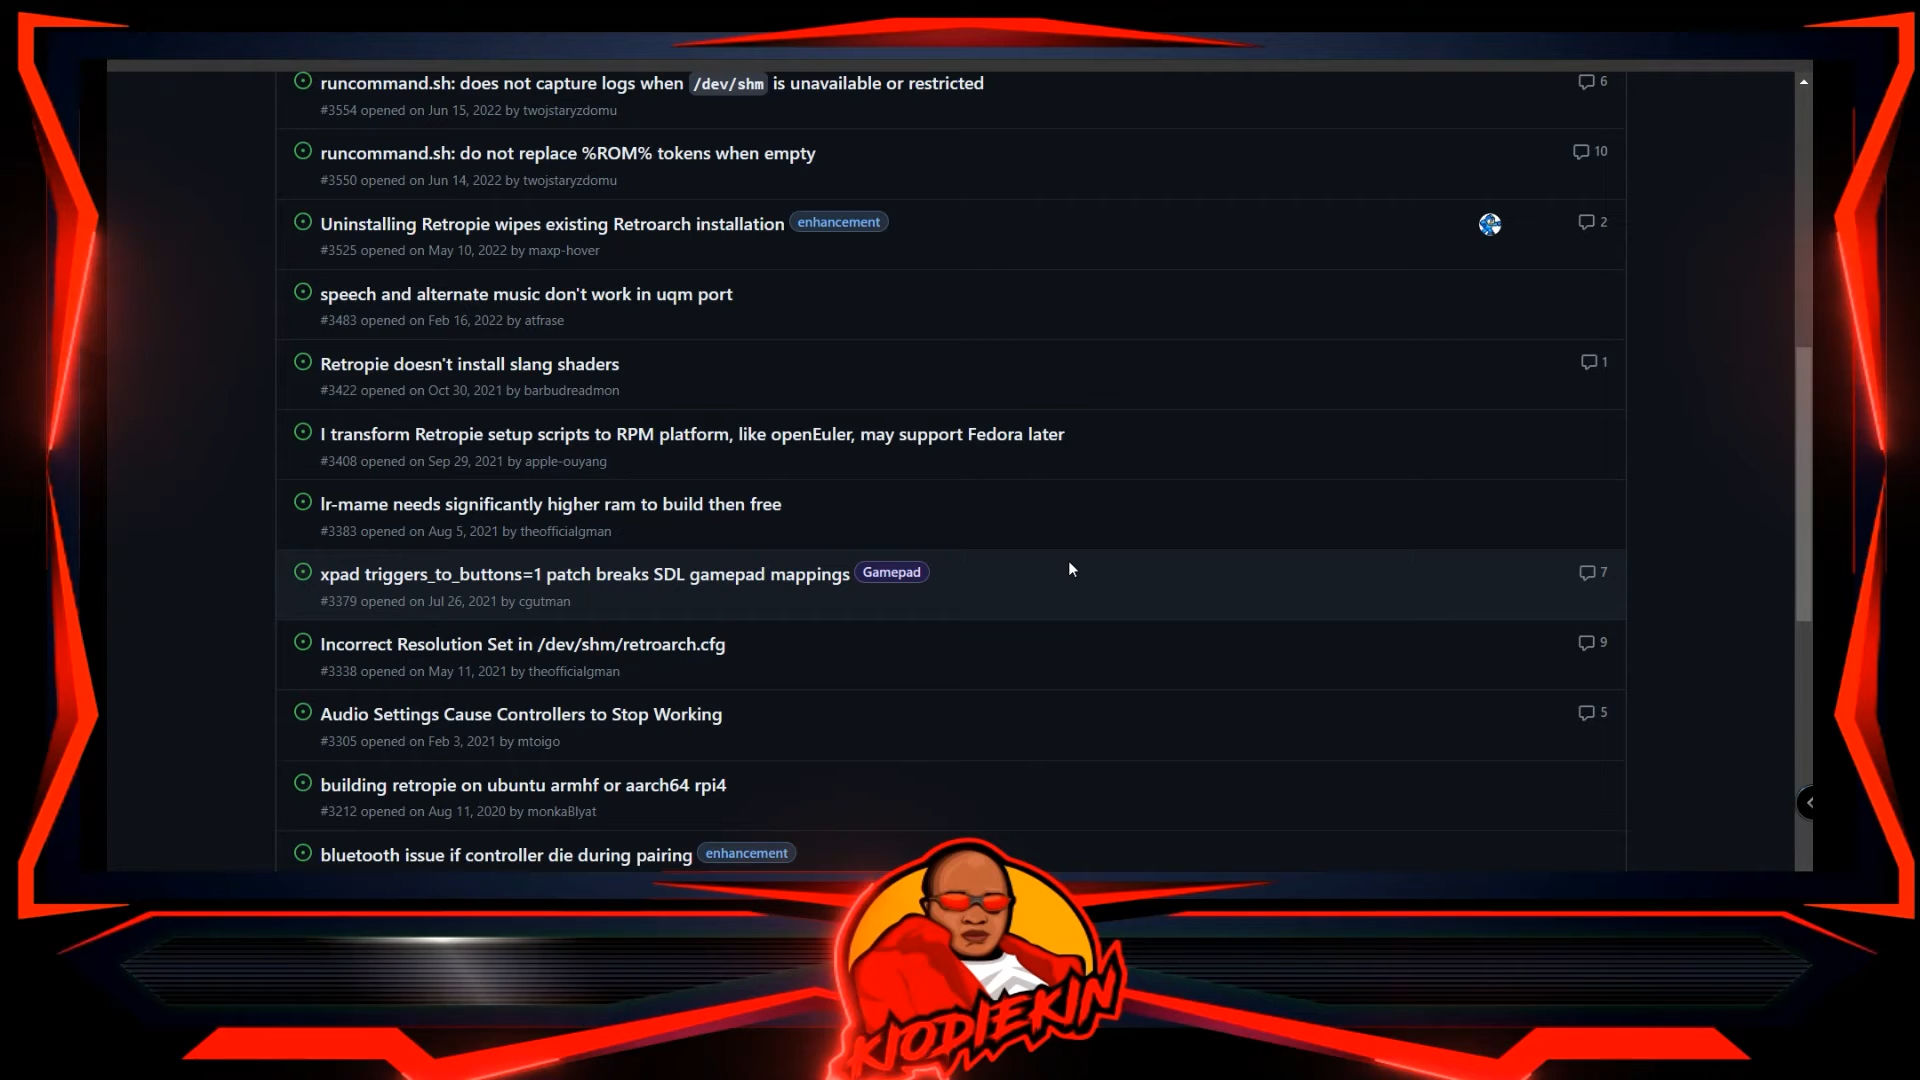 runcommand.sh: does not capture logs when /dev/shm is unavailable or restricted
6
#3554 opened on Jun 15, 2022 by twojstaryzdomu
runcommand.sh: do not replace %ROM% tokens when empty
10
#3550 opened on Jun 14, 2022 by twojstaryzdomu
Uninstalling Retropie wipes existing Retroarch installation enhancement
2
#3525 opened on May 10, 2022 by maxp-hover
speech and alternate music don't work in uqm port
#3483 opened on Feb 16, 2022 by atfrase
Retropie doesn't install slang shaders
1
#3422 opened on Oct 30, 2021 by barbudreadmon
I transform Retropie setup scripts to RPM platform, like openEuler, may support Fedora later
#3408 opened on Sep 29, 2021 by apple-ouyang
lr-mame needs significantly higher ram to build then free
#3383 opened on Aug 5, 2021 by theofficialgman
xpad triggers_to_buttons=1 patch breaks SDL gamepad mappings Gamepad
7
#3379 opened on Jul 26, 2021 by cgutman
Incorrect Resolution Set in /dev/shm/retroarch.cfg
9
#3338 opened on May 11, 2021 by theofficialgman
Audio Settings Cause Controllers to Stop Working
5
#3305 opened on Feb 3, 2021 by mtoigo
building retropie on ubuntu armhf or aarch64 rpi4
#3212 opened on Aug 11, 2020 by monkaBlyat
bluetooth issue if controller die during pairing enhancement
KIODIEKIN